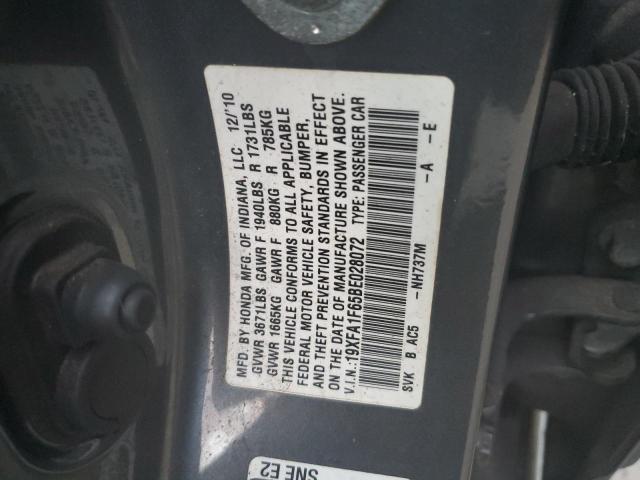 MFD. BY HONDA MFG. OF INDIANA, LLC 12/'10
GVWR 3671LBS GAWR F 1940LBS R 1731LBS
GVWR 1665KG GAWR F 880KG R 785KG
THIS VEHICLE CONFORMS TO ALL APPLICABLE
FEDERAL MOTOR VEHICLE SAFETY, BUMPER,
AND THEFT PREVENTION STANDARDS IN EFFECT
ON THE DATE OF MANUFACTURE SHOWN ABOVE.
V.I.N.:19XFA1F65BE028072 TYPE: PASSENGER CAR
SVK B AC5 -NH737M -A -E
SNE E2